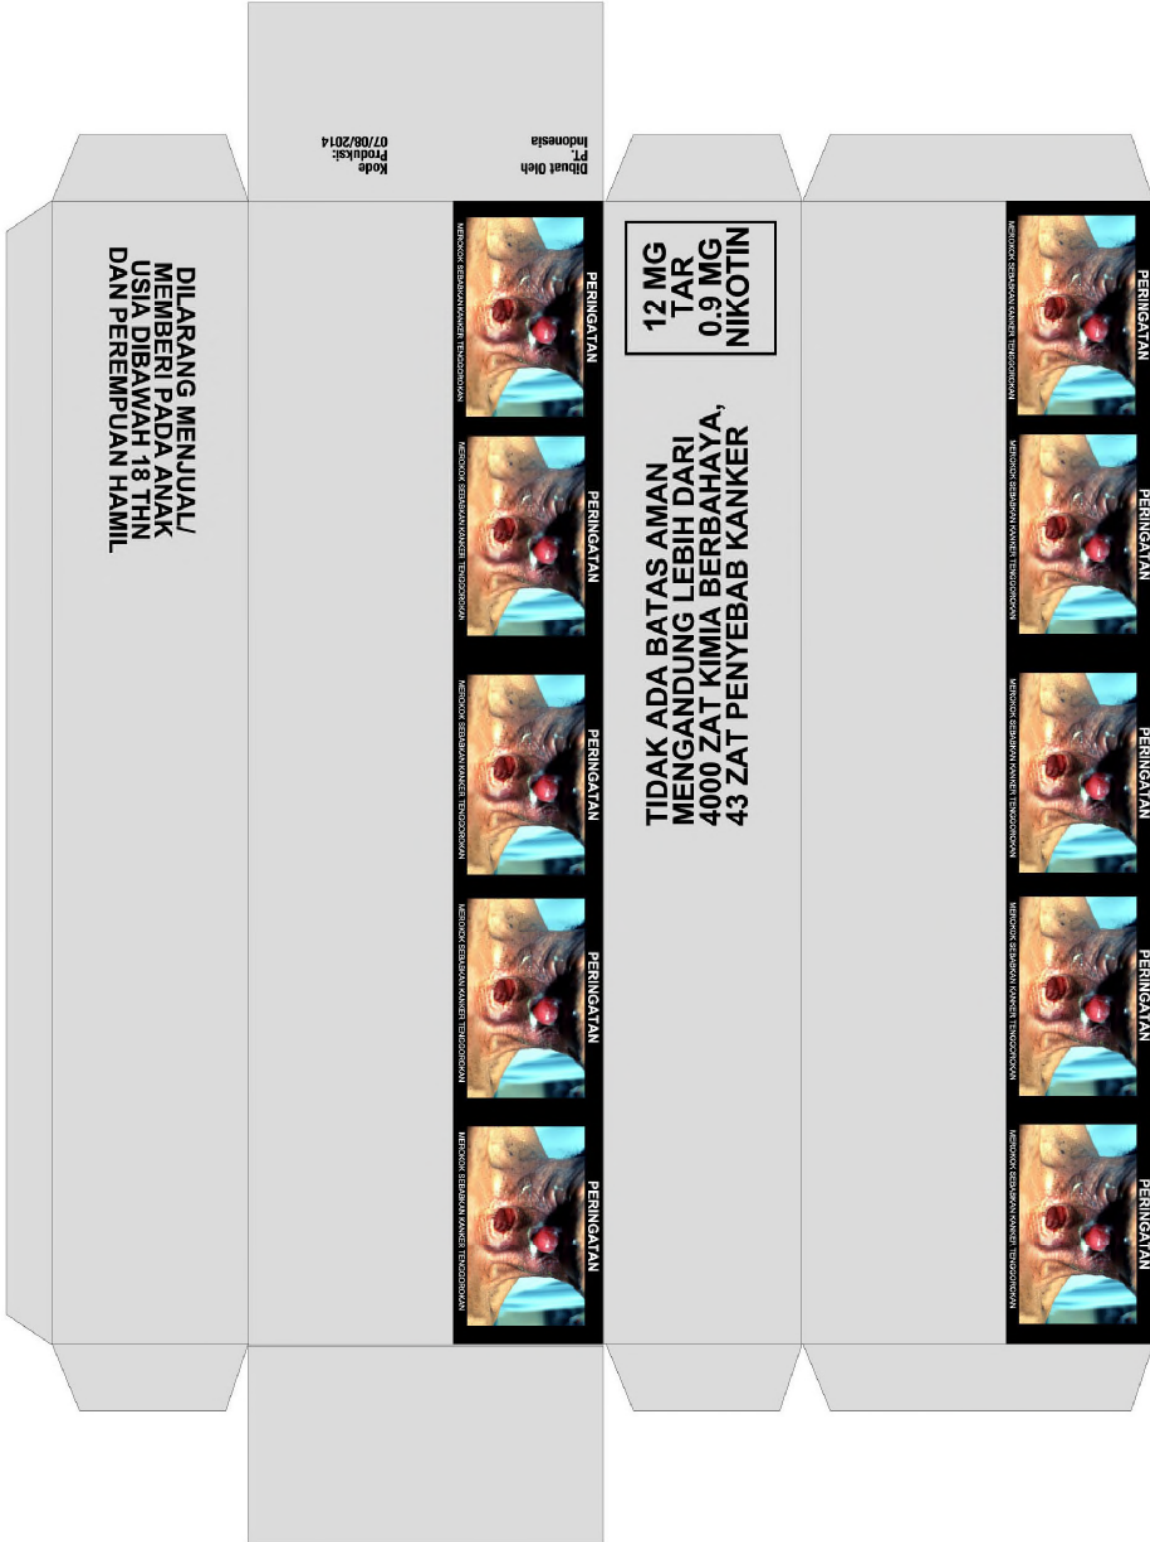 Dibuat Oleh
PT.
Indonesia
Kode
Produksi:
07/08/2014
DILARANG MENJUAL/
MEMBERI PADA ANAK
USIA DIBAWAH 18 THN
DAN PEREMPUAN HAMIL
PERINGATAN
MEROKOK SEBABKAN KANKER TENGGOROKAN
PERINGATAN
MEROKOK SEBABKAN KANKER TENGGOROKAN
PERINGATAN
MEROKOK SEBABKAN KANKER TENGGOROKAN
PERINGATAN
MEROKOK SEBABKAN KANKER TENGGOROKAN
PERINGATAN
MEROKOK SEBABKAN KANKER TENGGOROKAN
12 MG
TAR
0.9 MG
NIKOTIN
TIDAK ADA BATAS AMAN
MENGANDUNG LEBIH DARI
4000 ZAT KIMIA BERBAHAYA,
43 ZAT PENYEBAB KANKER
PERINGATAN
MEROKOK SEBABKAN KANKER TENGGOROKAN
PERINGATAN
MEROKOK SEBABKAN KANKER TENGGOROKAN
PERINGATAN
MEROKOK SEBABKAN KANKER TENGGOROKAN
PERINGATAN
MEROKOK SEBABKAN KANKER TENGGOROKAN
PERINGATAN
MEROKOK SEBABKAN KANKER TENGGOROKAN